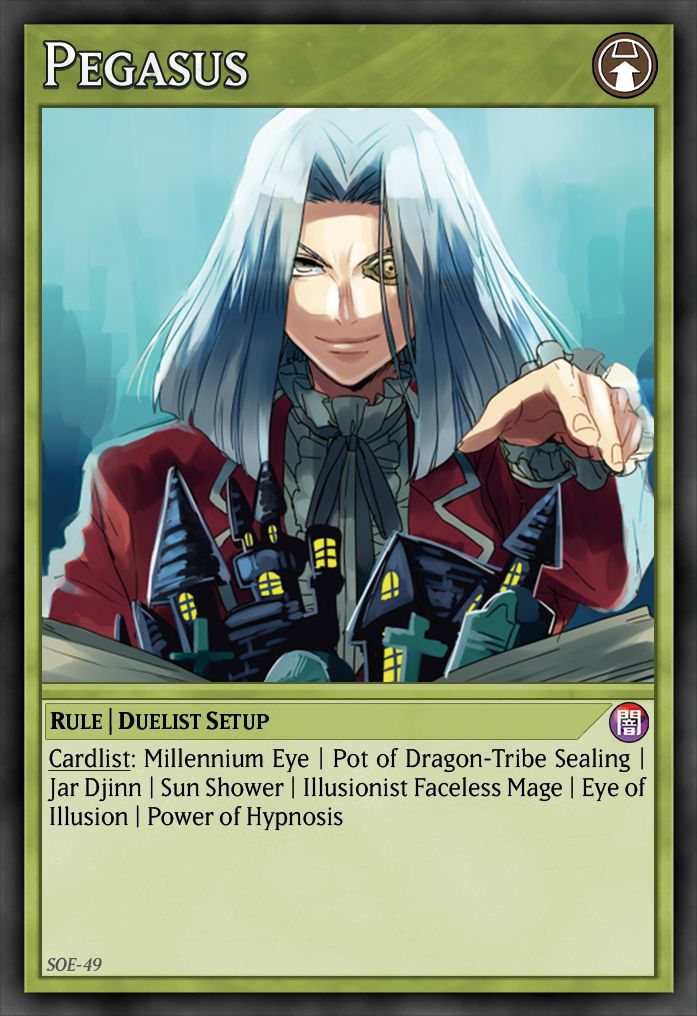 Pegasus
Rule | Duelist Setup
闇
Cardlist: Millennium Eye | Pot of Dragon-Tribe Sealing |
Jar Djinn | Sun Shower | Illusionist Faceless Mage | Eye of
Illusion | Power of Hypnosis
SOE-49